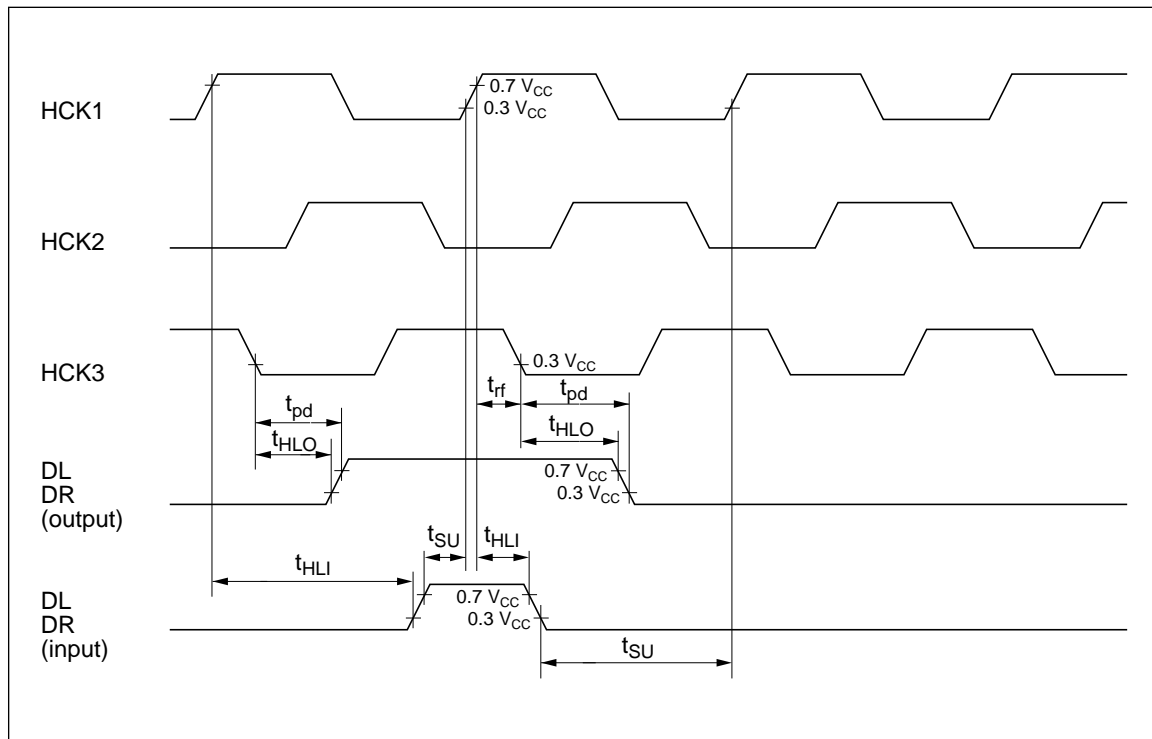 HCK1
0.7 VCC
0.3 VCC
HCK2
HCK3
0.3 VCC
trf
tpd
tpd
tHLO
tHLO
DL
DR
(output)
0.7 VCC
0.3 VCC
tSU
tHLI
tHLI
DL
DR
(input)
0.7 VCC
0.3 VCC
tSU